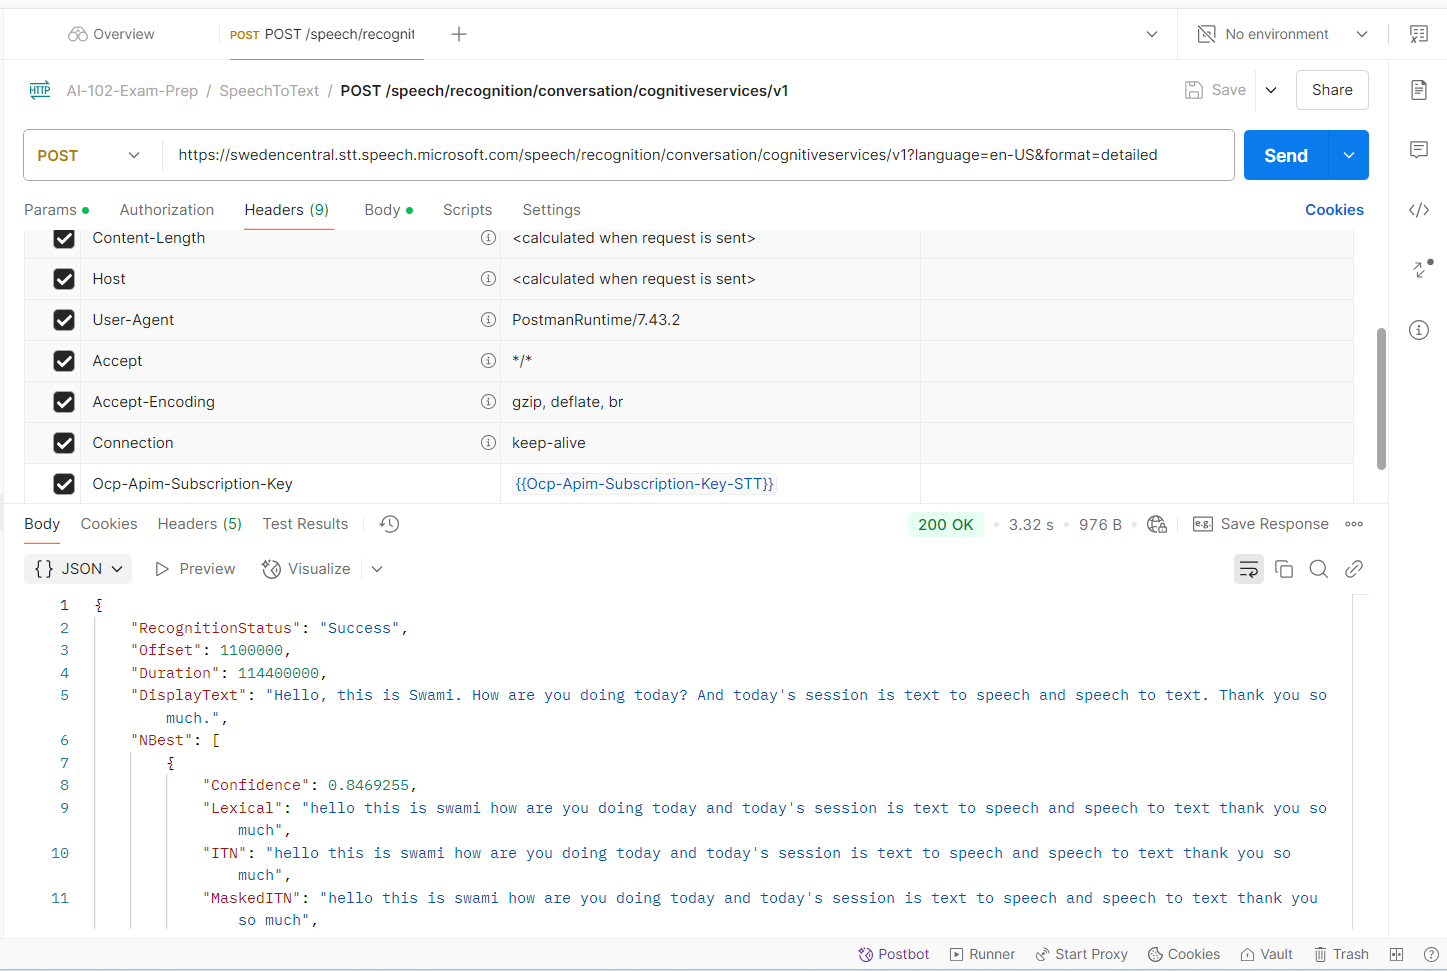 Overview
POST POST /speech/recognit
No environment
HTTP AI-102-Exam-Prep / SpeechToText / POST /speech/recognition/conversation/cognitiveservices/v1
Save
Share
POST
https://swedencentral.stt.speech.microsoft.com/speech/recognition/conversation/cognitiveservices/v1?language=en-US&format=detailed
Send
Params Authorization Headers (9) Body Scripts Settings Cookies
Content-Length <calculated when request is sent>
Host <calculated when request is sent>
User-Agent PostmanRuntime/7.43.2
Accept */*
Accept-Encoding gzip, deflate, br
Connection keep-alive
Ocp-Apim-Subscription-Key {{Ocp-Apim-Subscription-Key-STT}}
Body Cookies Headers (5) Test Results 200 OK 3.32 s 976 B e.g. Save Response
{} JSON Preview Visualize
1 {
2 "RecognitionStatus": "Success",
3 "Offset": 1100000,
4 "Duration": 114400000,
5 "DisplayText": "Hello, this is Swami. How are you doing today? And today's session is text to speech and speech to text. Thank you so
much.",
6 "NBest": [
7 {
8 "Confidence": 0.8469255,
9 "Lexical": "hello this is swami how are you doing today and today's session is text to speech and speech to text thank you so
much",
10 "ITN": "hello this is swami how are you doing today and today's session is text to speech and speech to text thank you so
much",
11 "MaskedITN": "hello this is swami how are you doing today and today's session is text to speech and speech to text thank you
so much",
Postbot Runner Start Proxy Cookies Vault Trash